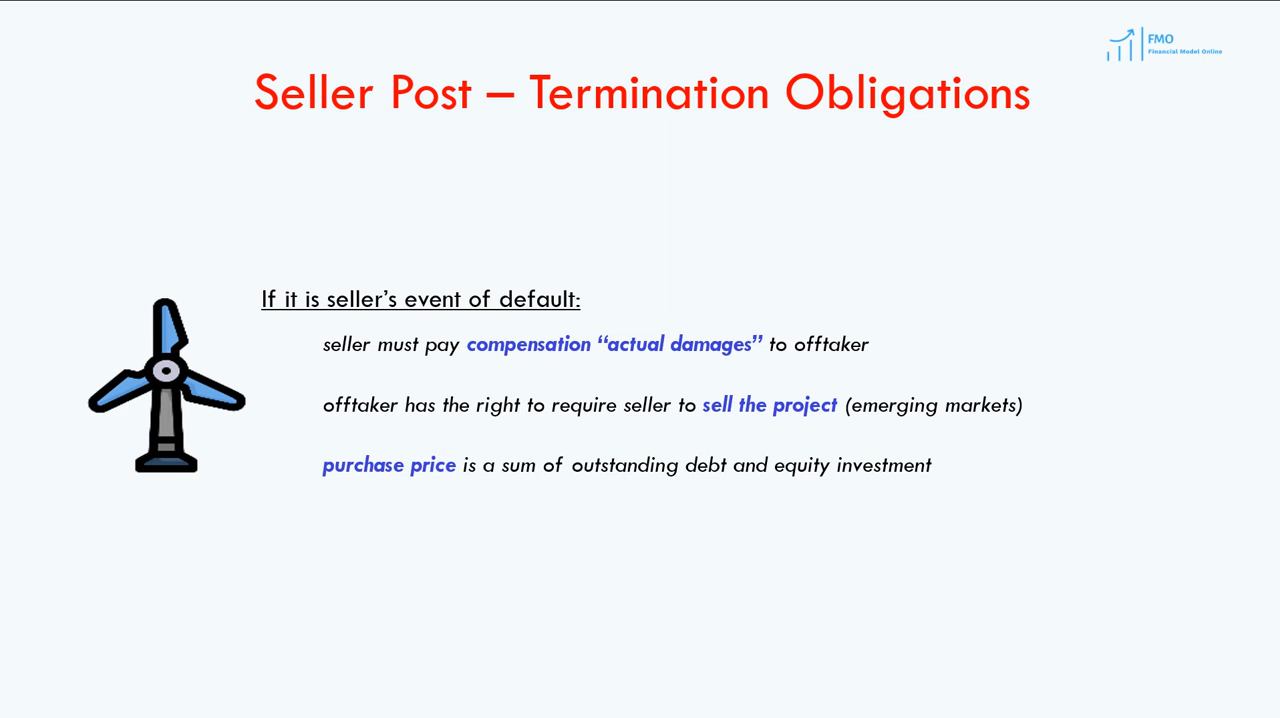 FMO
Financial Model Online
Seller Post – Termination Obligations
If it is seller’s event of default:
seller must pay compensation “actual damages” to offtaker
offtaker has the right to require seller to sell the project (emerging markets)
purchase price is a sum of outstanding debt and equity investment